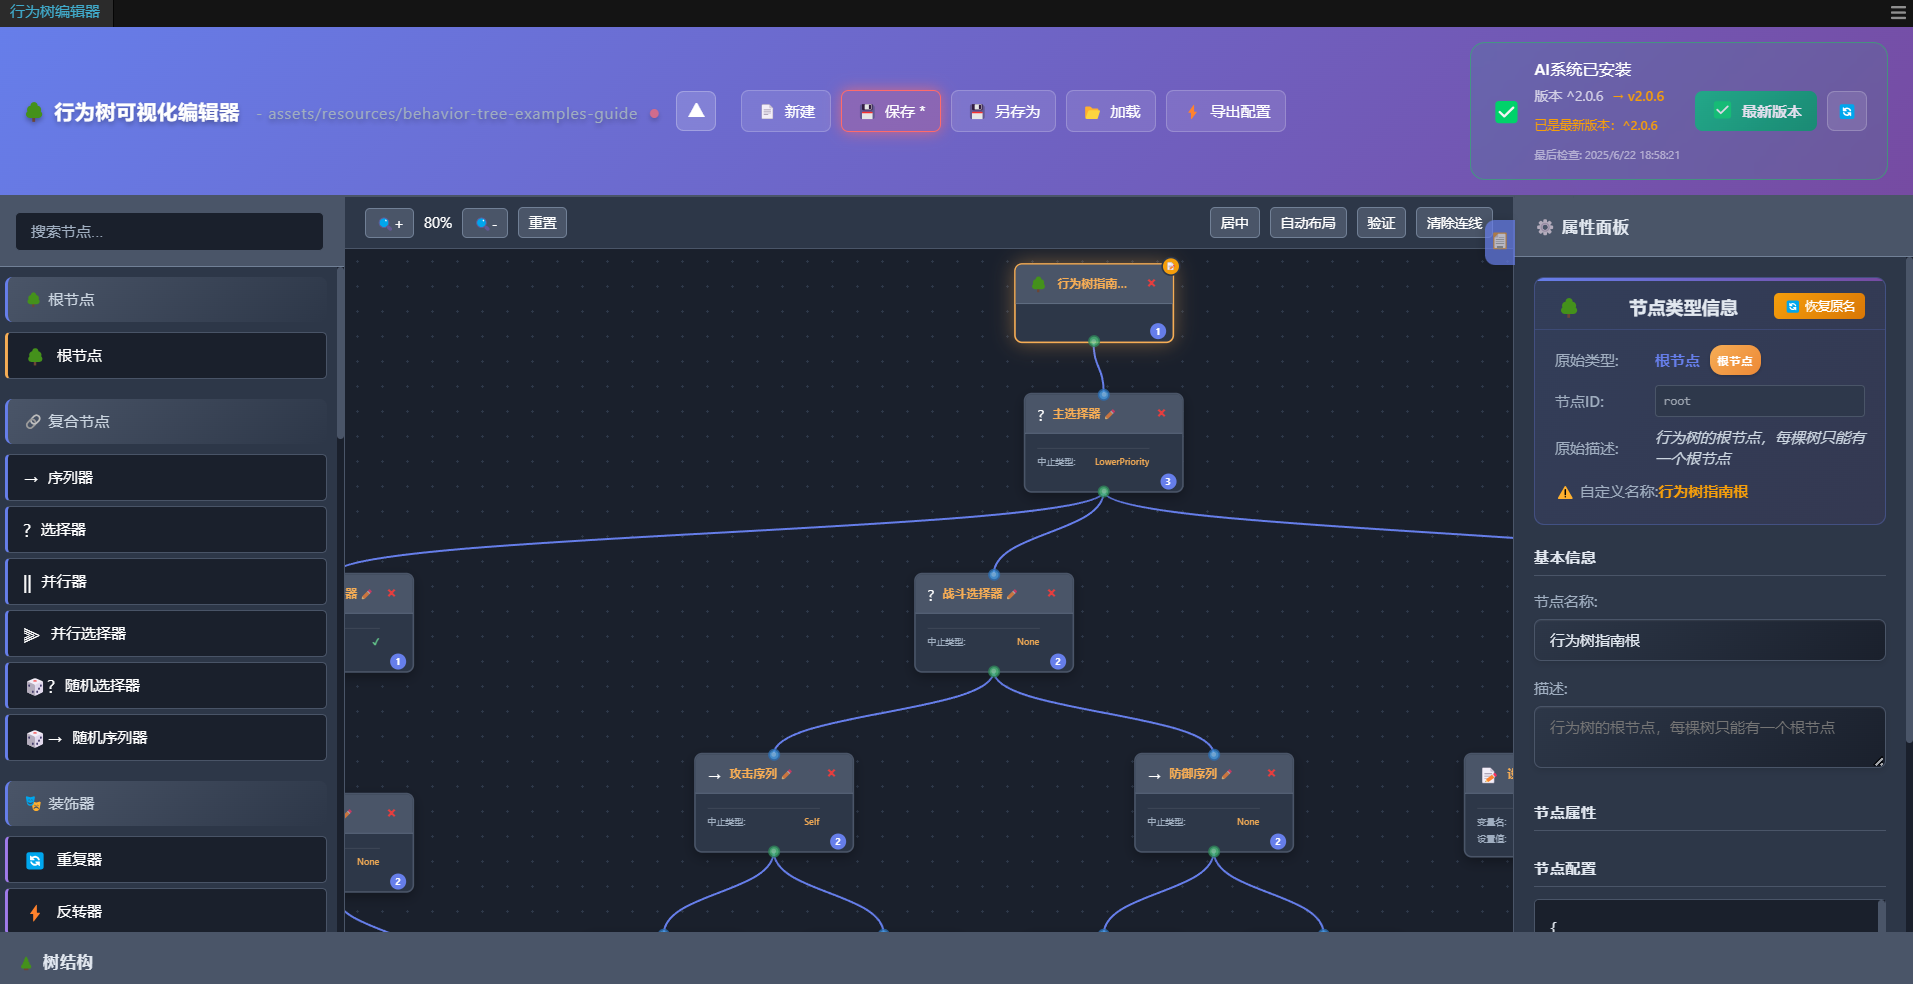 行为树编辑器
行为树可视化编辑器
- assets/resources/behavior-tree-examples-guide
新建
保存 *
另存为
加载
导出配置
AI系统已安装
版本 ^2.0.6 → v2.0.6
已是最新版本：^2.0.6
最后检查: 2025/6/22 18:58:21
最新版本
搜索节点...
根节点
根节点
复合节点
→ 序列器
? 选择器
|| 并行器
并行选择器
? 随机选择器
→ 随机序列器
装饰器
重复器
反转器
+
80%
-
重置
居中
自动布局
验证
清除连线
行为树指南...
1
? 主选择器
中止类型: LowerPriority
3
器
✓
1
? 战斗选择器
中止类型: None
2
→ 攻击序列
中止类型: Self
2
→ 防御序列
中止类型: None
2
None
2
变量名:
设置值:
属性面板
节点类型信息
恢复原名
原始类型: 根节点 根节点
节点ID: root
原始描述: 行为树的根节点，每棵树只能有
一个根节点
自定义名称:行为树指南根
基本信息
节点名称:
行为树指南根
描述:
行为树的根节点，每棵树只能有一个根节点
节点属性
节点配置
{
树结构